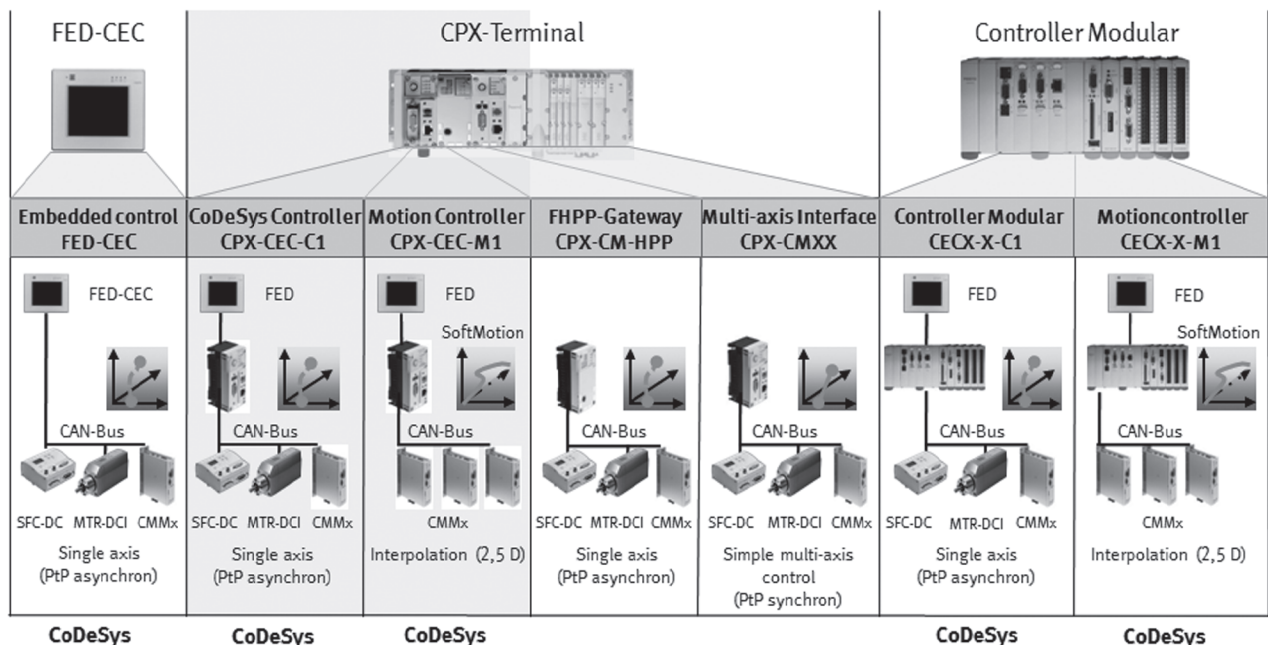 FED-CEC
CPX-Terminal
Controller Modular
Embedded control
FED-CEC
CoDeSys Controller
CPX-CEC-C1
Motion Controller
CPX-CEC-M1
FHPP-Gateway
CPX-CM-HPP
Multi-axis Interface
CPX-CMXX
Controller Modular
CECX-X-C1
Motioncontroller
CECX-X-M1
FED-CEC
CAN-Bus
SFC-DC MTR-DCI CMMx
Single axis
(PtP asynchron)
CoDeSys
FED
CAN-Bus
SFC-DC MTR-DCI CMMx
Single axis
(PtP asynchron)
CoDeSys
FED
SoftMotion
CAN-Bus
CMMx
Interpolation (2,5 D)
CoDeSys
CAN-Bus
SFC-DC MTR-DCI CMMx
Single axis
(PtP asynchron)
CAN-Bus
SFC-DC MTR-DCI CMMx
Simple multi-axis
control
(PtP synchron)
FED
CAN-Bus
SFC-DC MTR-DCI CMMx
Single axis
(PtP asynchron)
CoDeSys
FED
SoftMotion
CAN-Bus
CMMx
Interpolation (2,5 D)
CoDeSys